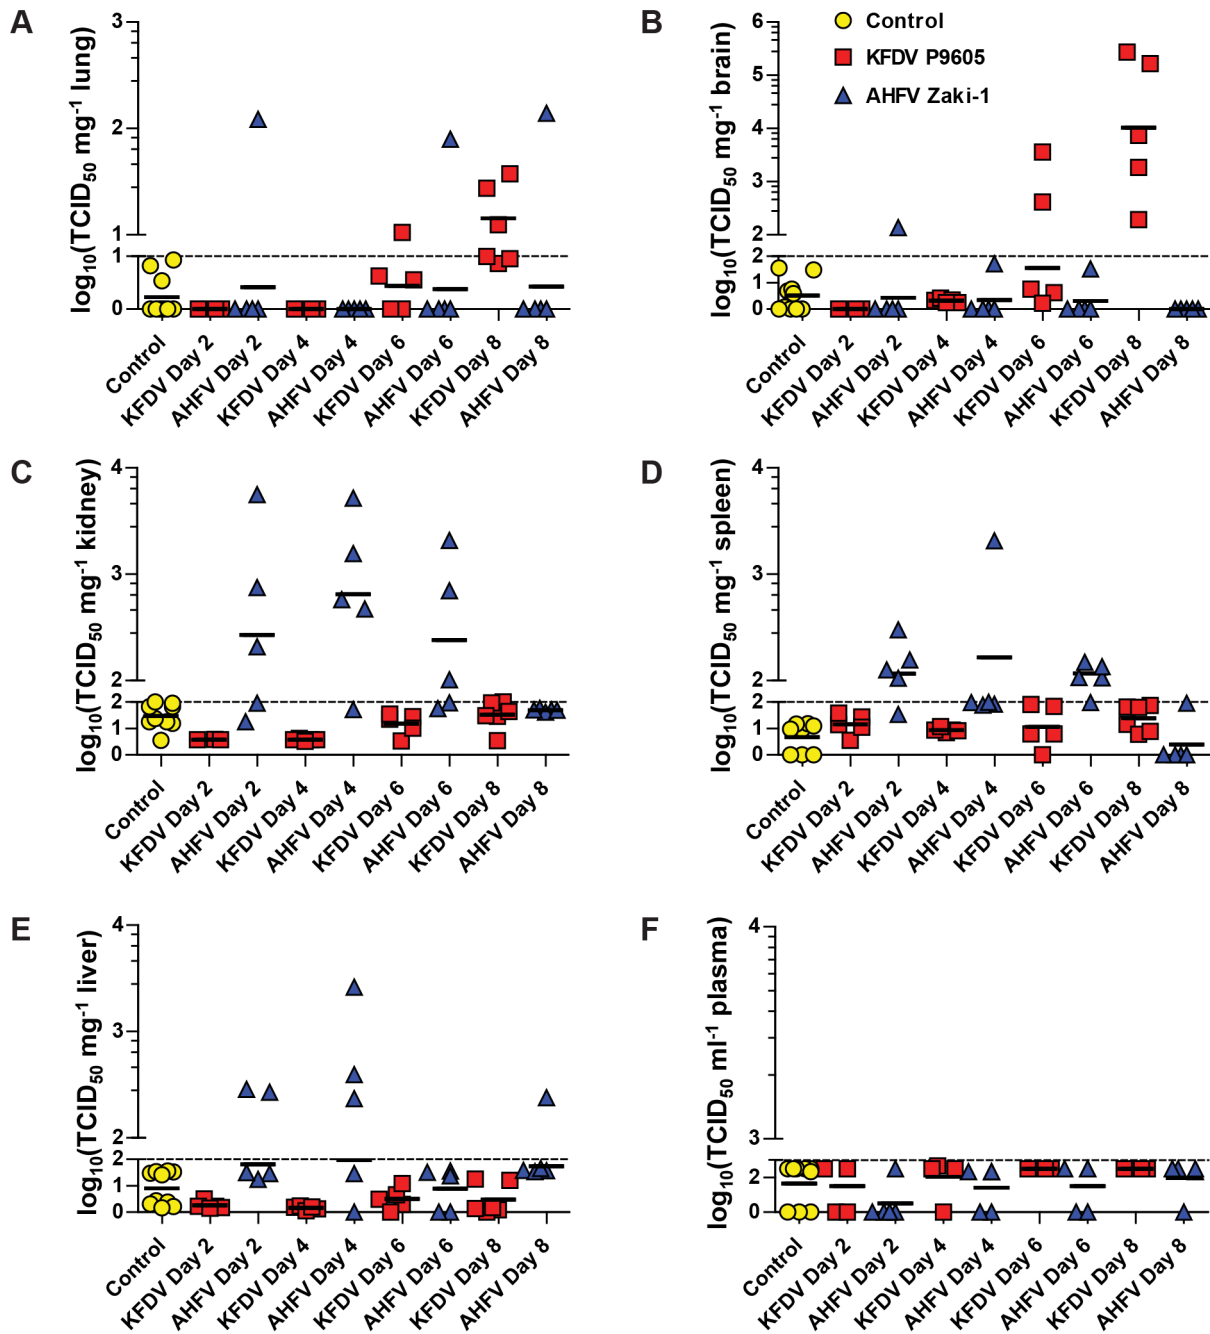 A
log₁₀(TCID₅₀ mg⁻¹ lung)
3
2
1
1
0
Control
KFDV Day 2
AHFV Day 2
KFDV Day 4
AHFV Day 4
KFDV Day 6
AHFV Day 6
KFDV Day 8
AHFV Day 8
B
log₁₀(TCID₅₀ mg⁻¹ brain)
6
5
4
3
2
2
1
0
Control
KFDV P9605
AHFV Zaki-1
Control
KFDV Day 2
AHFV Day 2
KFDV Day 4
AHFV Day 4
KFDV Day 6
AHFV Day 6
KFDV Day 8
AHFV Day 8
C
log₁₀(TCID₅₀ mg⁻¹ kidney)
4
3
2
2
1
0
Control
KFDV Day 2
AHFV Day 2
KFDV Day 4
AHFV Day 4
KFDV Day 6
AHFV Day 6
KFDV Day 8
AHFV Day 8
D
log₁₀(TCID₅₀ mg⁻¹ spleen)
4
3
2
2
1
0
Control
KFDV Day 2
AHFV Day 2
KFDV Day 4
AHFV Day 4
KFDV Day 6
AHFV Day 6
KFDV Day 8
AHFV Day 8
E
log₁₀(TCID₅₀ mg⁻¹ liver)
4
3
2
2
1
0
Control
KFDV Day 2
AHFV Day 2
KFDV Day 4
AHFV Day 4
KFDV Day 6
AHFV Day 6
KFDV Day 8
AHFV Day 8
F
log₁₀(TCID₅₀ ml⁻¹ plasma)
4
3
2
0
Control
KFDV Day 2
AHFV Day 2
KFDV Day 4
AHFV Day 4
KFDV Day 6
AHFV Day 6
KFDV Day 8
AHFV Day 8